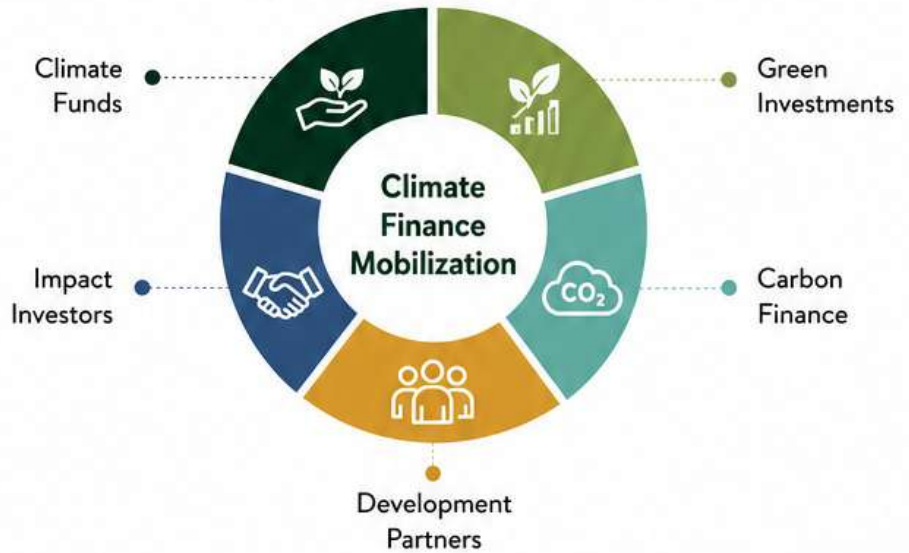 Climate
Funds
Green
Investments
Climate
Finance
Mobilization
Impact
Investors
CO₂
Carbon
Finance
Development
Partners